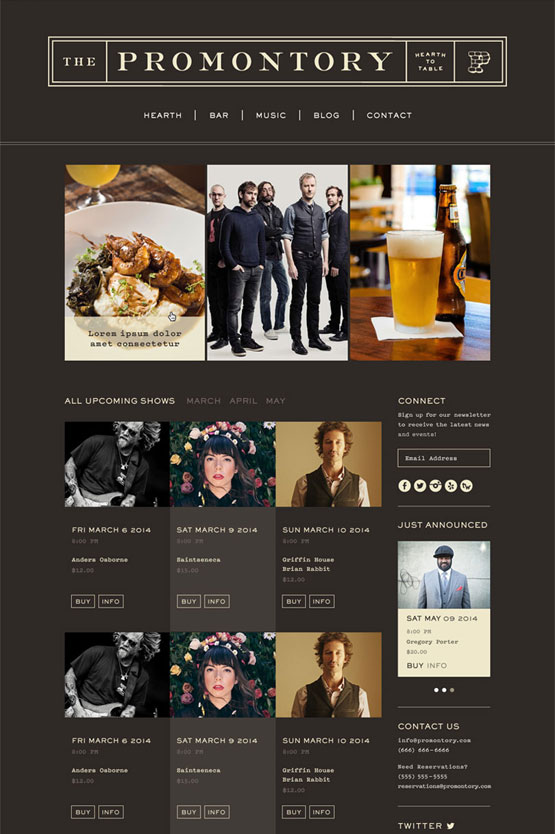 THE PROMONTORY HEARTH TO TABLE P
HEARTH | BAR | MUSIC | BLOG | CONTACT
Lorem ipsum dolor
amet consectetur
ALL UPCOMING SHOWS MARCH APRIL MAY
FRI MARCH 6 2014
8:00 PM
Anders Osborne
$12.00
BUY INFO
SAT MARCH 9 2014
8:00 PM
Saintseneca
$15.00
BUY INFO
SUN MARCH 10 2014
8:00 PM
Griffin House
Brian Rabbit
$12.00
BUY INFO
FRI MARCH 6 2014
8:00 PM
Anders Osborne
$12.00
BUY INFO
SAT MARCH 9 2014
8:00 PM
Saintseneca
$15.00
BUY INFO
SUN MARCH 10 2014
8:00 PM
Griffin House
Brian Rabbit
$12.00
BUY INFO
CONNECT
Sign up for our newsletter
to receive the latest news
and events!
Email Address
JUST ANNOUNCED
SAT MAY 09 2014
8:00 PM
Gregory Porter
$20.00
BUY INFO
CONTACT US
info@promontory.com
(666) 666-6666
Need Reservations?
(555) 555-5555
reservations@promontory.com
TWITTER